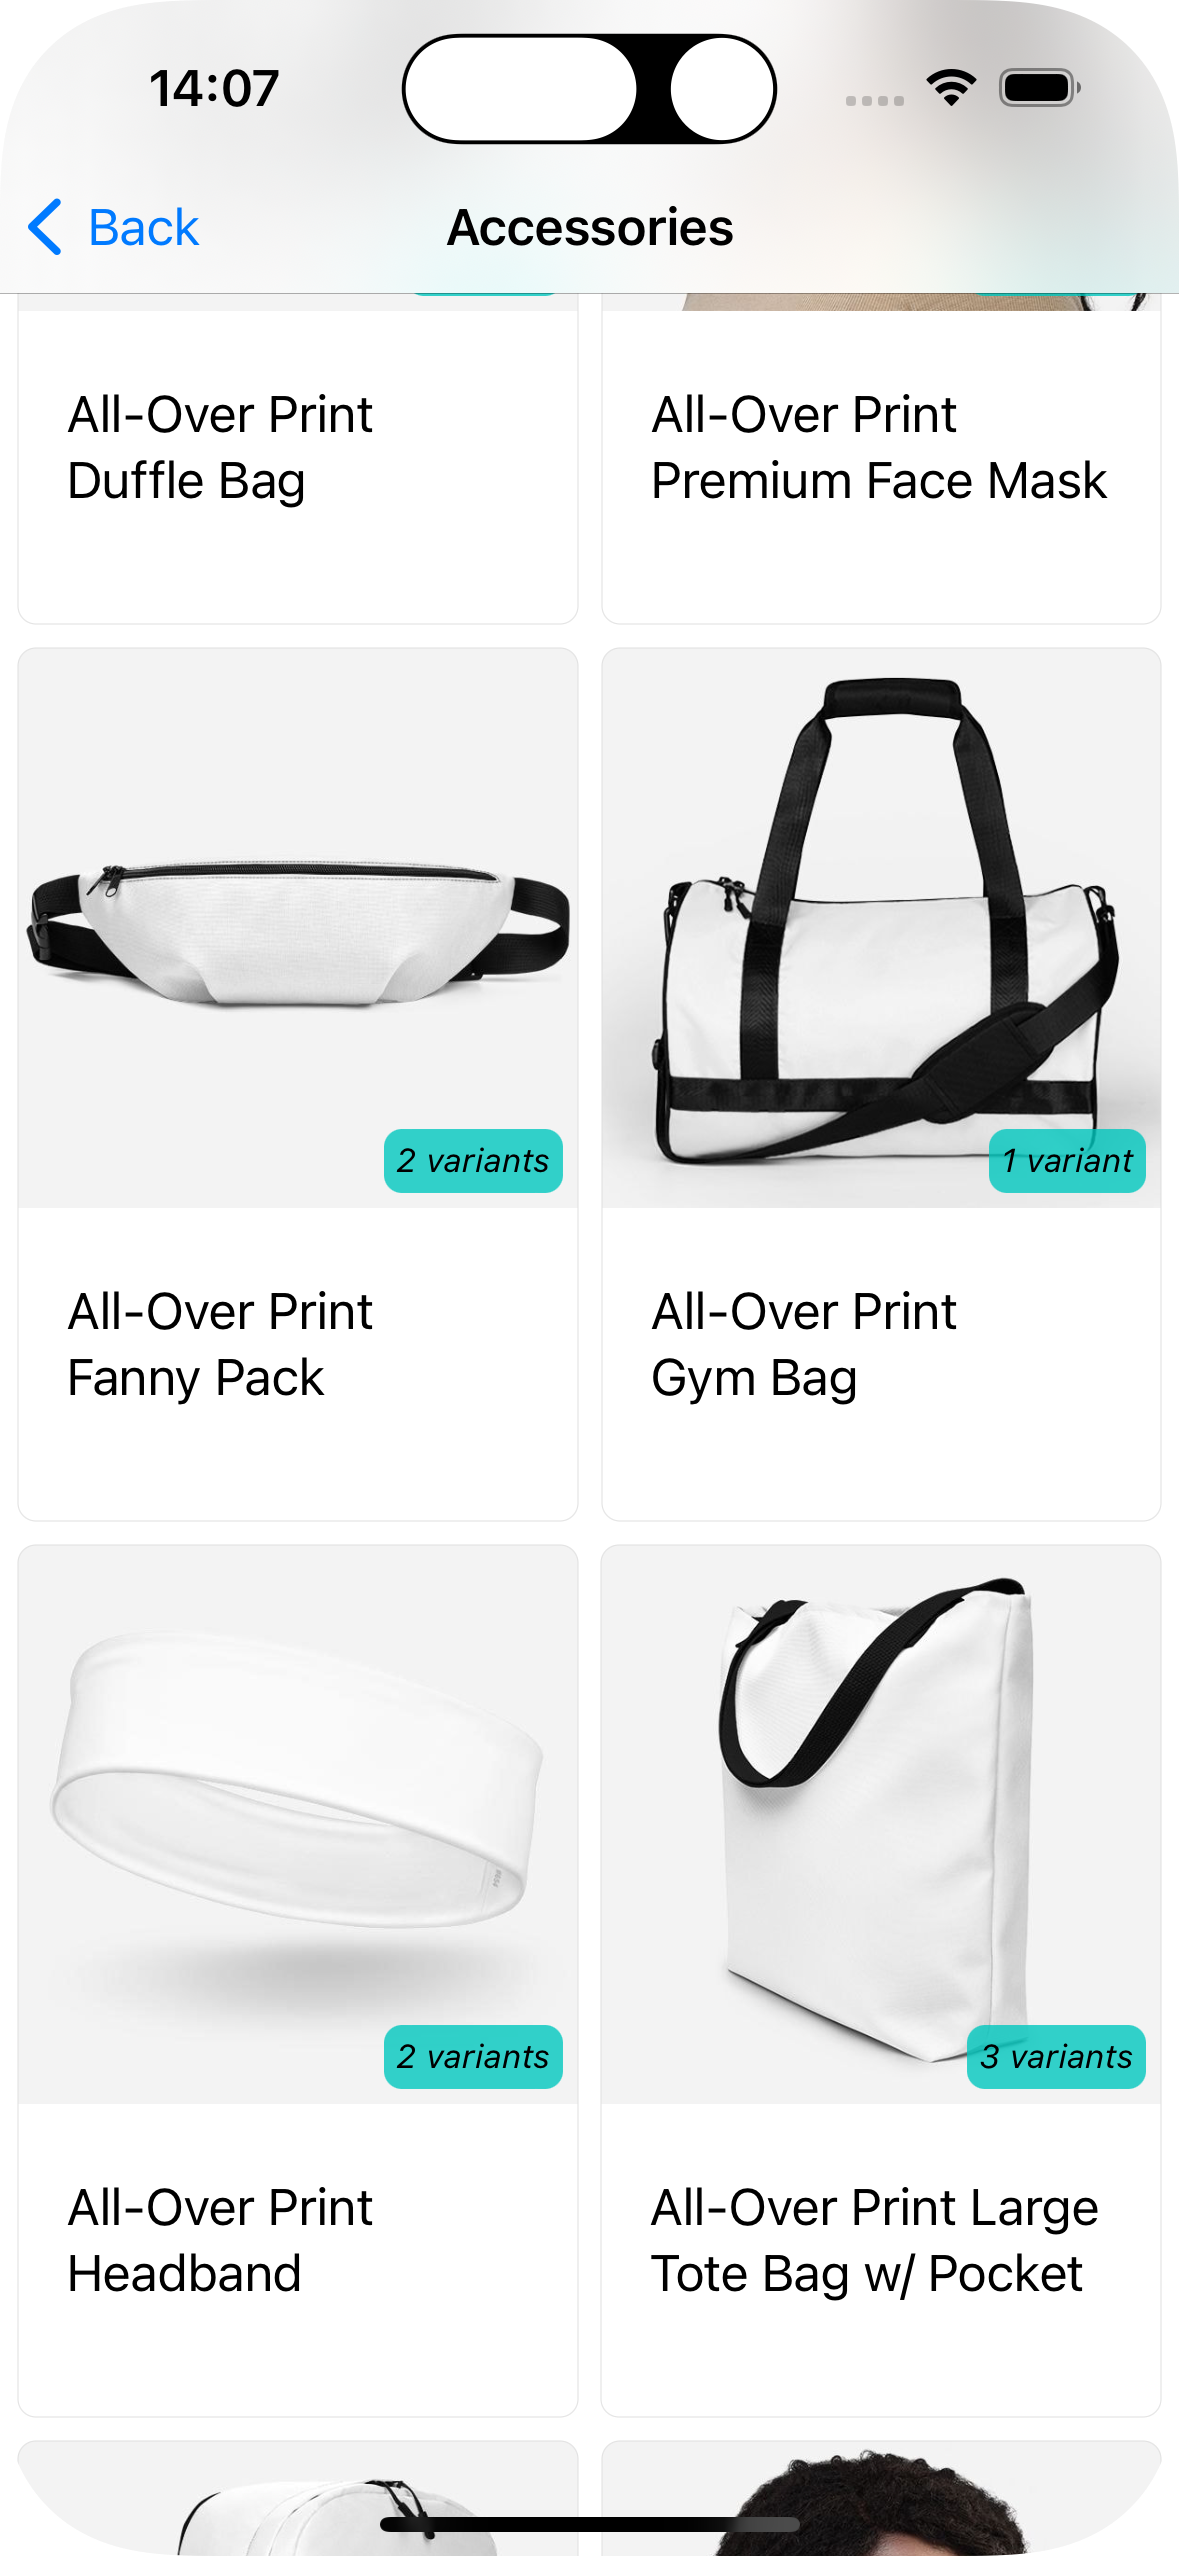 14:07
Back
Accessories
All-Over Print
Duffle Bag
All-Over Print
Premium Face Mask
2 variants
1 variant
All-Over Print
Fanny Pack
All-Over Print
Gym Bag
2 variants
3 variants
All-Over Print
Headband
All-Over Print Large
Tote Bag w/ Pocket